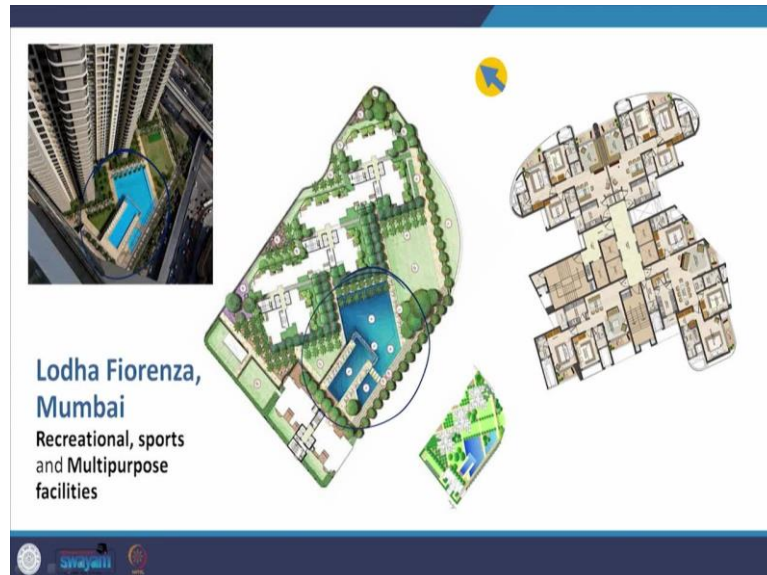 Lodha Fiorenza,
Mumbai
Recreational, sports
and Multipurpose
facilities
swayam